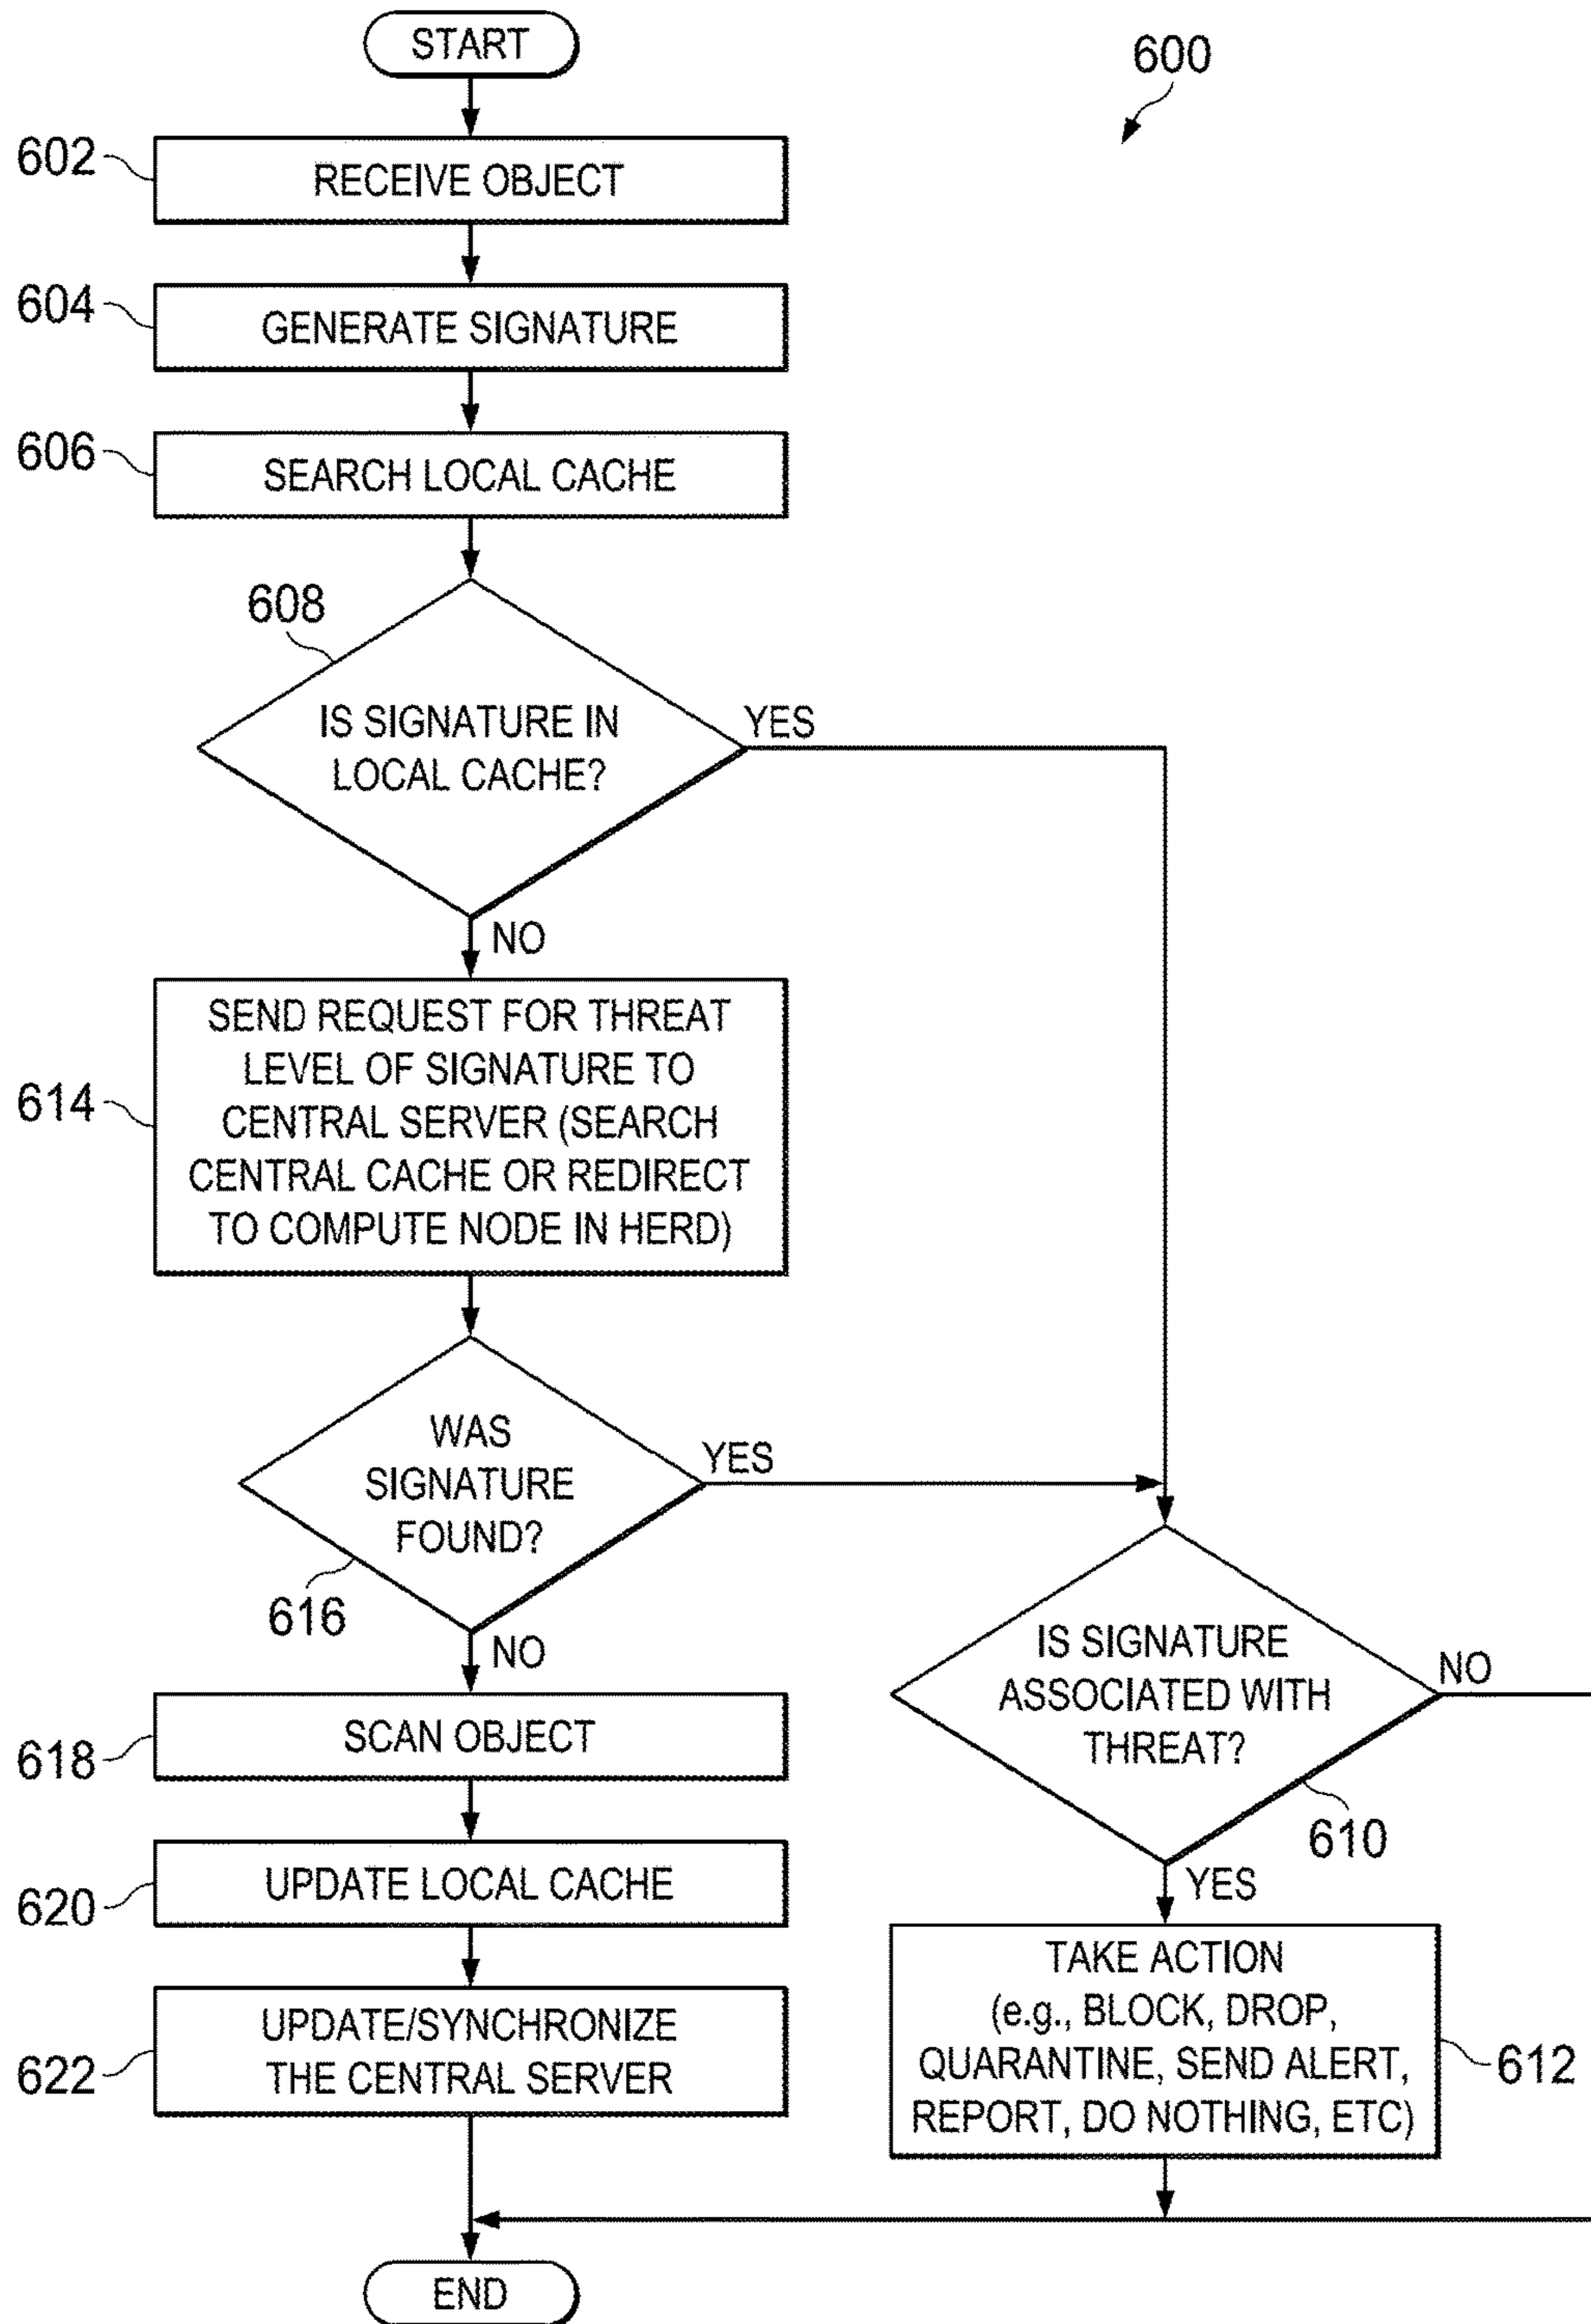 START
600
602
RECEIVE OBJECT
604
GENERATE SIGNATURE
606
SEARCH LOCAL CACHE
608
IS SIGNATURE IN
LOCAL CACHE?
YES
NO
614
SEND REQUEST FOR THREAT
LEVEL OF SIGNATURE TO
CENTRAL SERVER (SEARCH
CENTRAL CACHE OR REDIRECT
TO COMPUTE NODE IN HERD)
WAS
SIGNATURE
FOUND?
YES
616
NO
IS SIGNATURE
ASSOCIATED WITH
THREAT?
NO
610
YES
618
SCAN OBJECT
620
UPDATE LOCAL CACHE
622
UPDATE/SYNCHRONIZE
THE CENTRAL SERVER
TAKE ACTION
(e.g., BLOCK, DROP,
QUARANTINE, SEND ALERT,
REPORT, DO NOTHING, ETC)
612
END